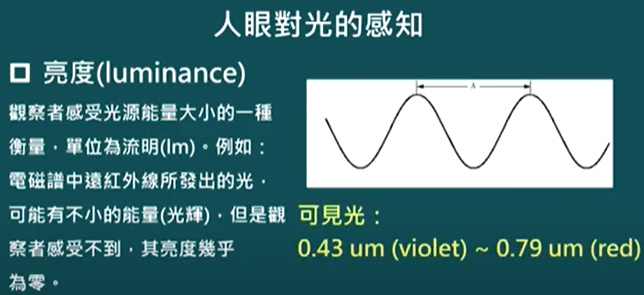 人眼對光的感知
亮度(luminance)
觀察者感受光源能量大小的一種
衡量，單位為流明(lm)。例如：
電磁譜中遠紅外線所發出的光，
可能有不小的能量(光輝)，但是觀
察者感受不到，其亮度幾乎
為零。
λ
可見光：
0.43 um (violet) ~ 0.79 um (red)